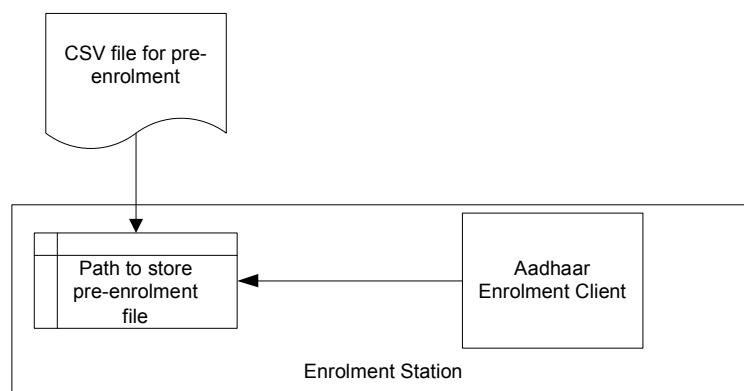 CSV file for pre-
enrolment
Path to store
pre-enrolment
file
Aadhaar
Enrolment Client
Enrolment Station